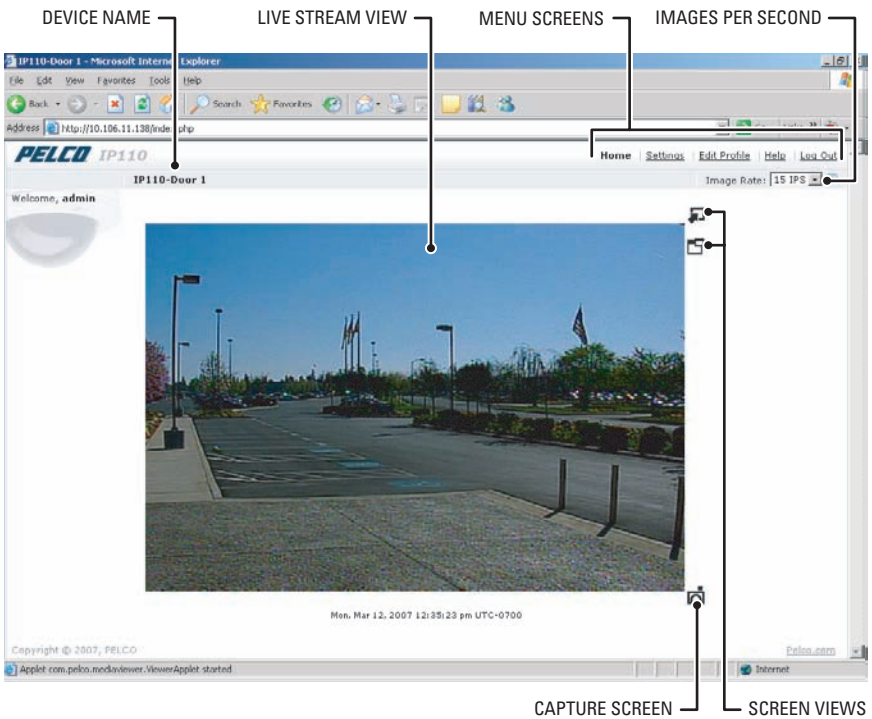 DEVICE NAME
LIVE STREAM VIEW
MENU SCREENS
IMAGES PER SECOND
IP110-Door 1 - Microsoft Internet Explorer
File Edit View Favorites Tools Help
Back Search Favorites
Address http://10.106.11.138/index.php
PELCO IP110
Home Settings Edit Profile Help Log Out
IP110-Door 1
Image Rate: 15 IPS
Welcome, admin
Mon, Mar 12, 2007 12:35:23 pm UTC-0700
Copyright © 2007, PELCO
Pelco.com
Applet com.pelco.mediaviewer.ViewerApplet started
Internet
CAPTURE SCREEN
SCREEN VIEWS